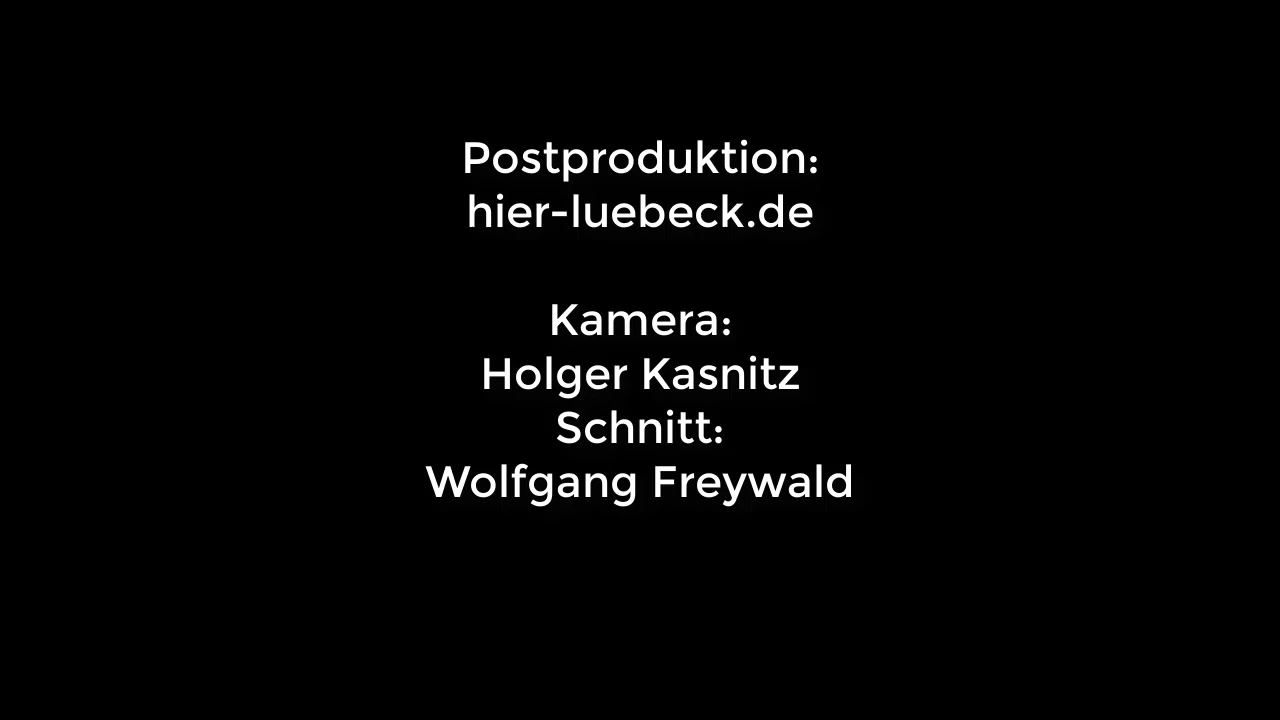 Postproduktion:
hier-luebeck.de
Kamera:
Holger Kasnitz
Schnitt:
Wolfgang Freywald